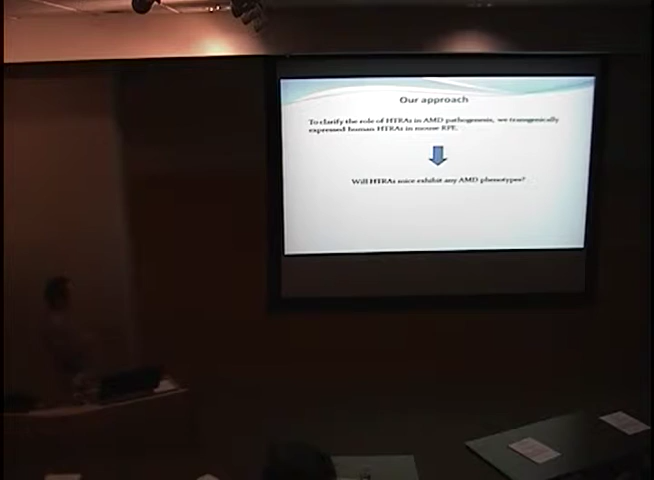 Our approach
To clarify the role of HTRA1 in AMD pathogenesis, we transgenically
expressed human HTRA1 in mouse RPE.
Will HTRA1 mice exhibit any AMD phenotypes?